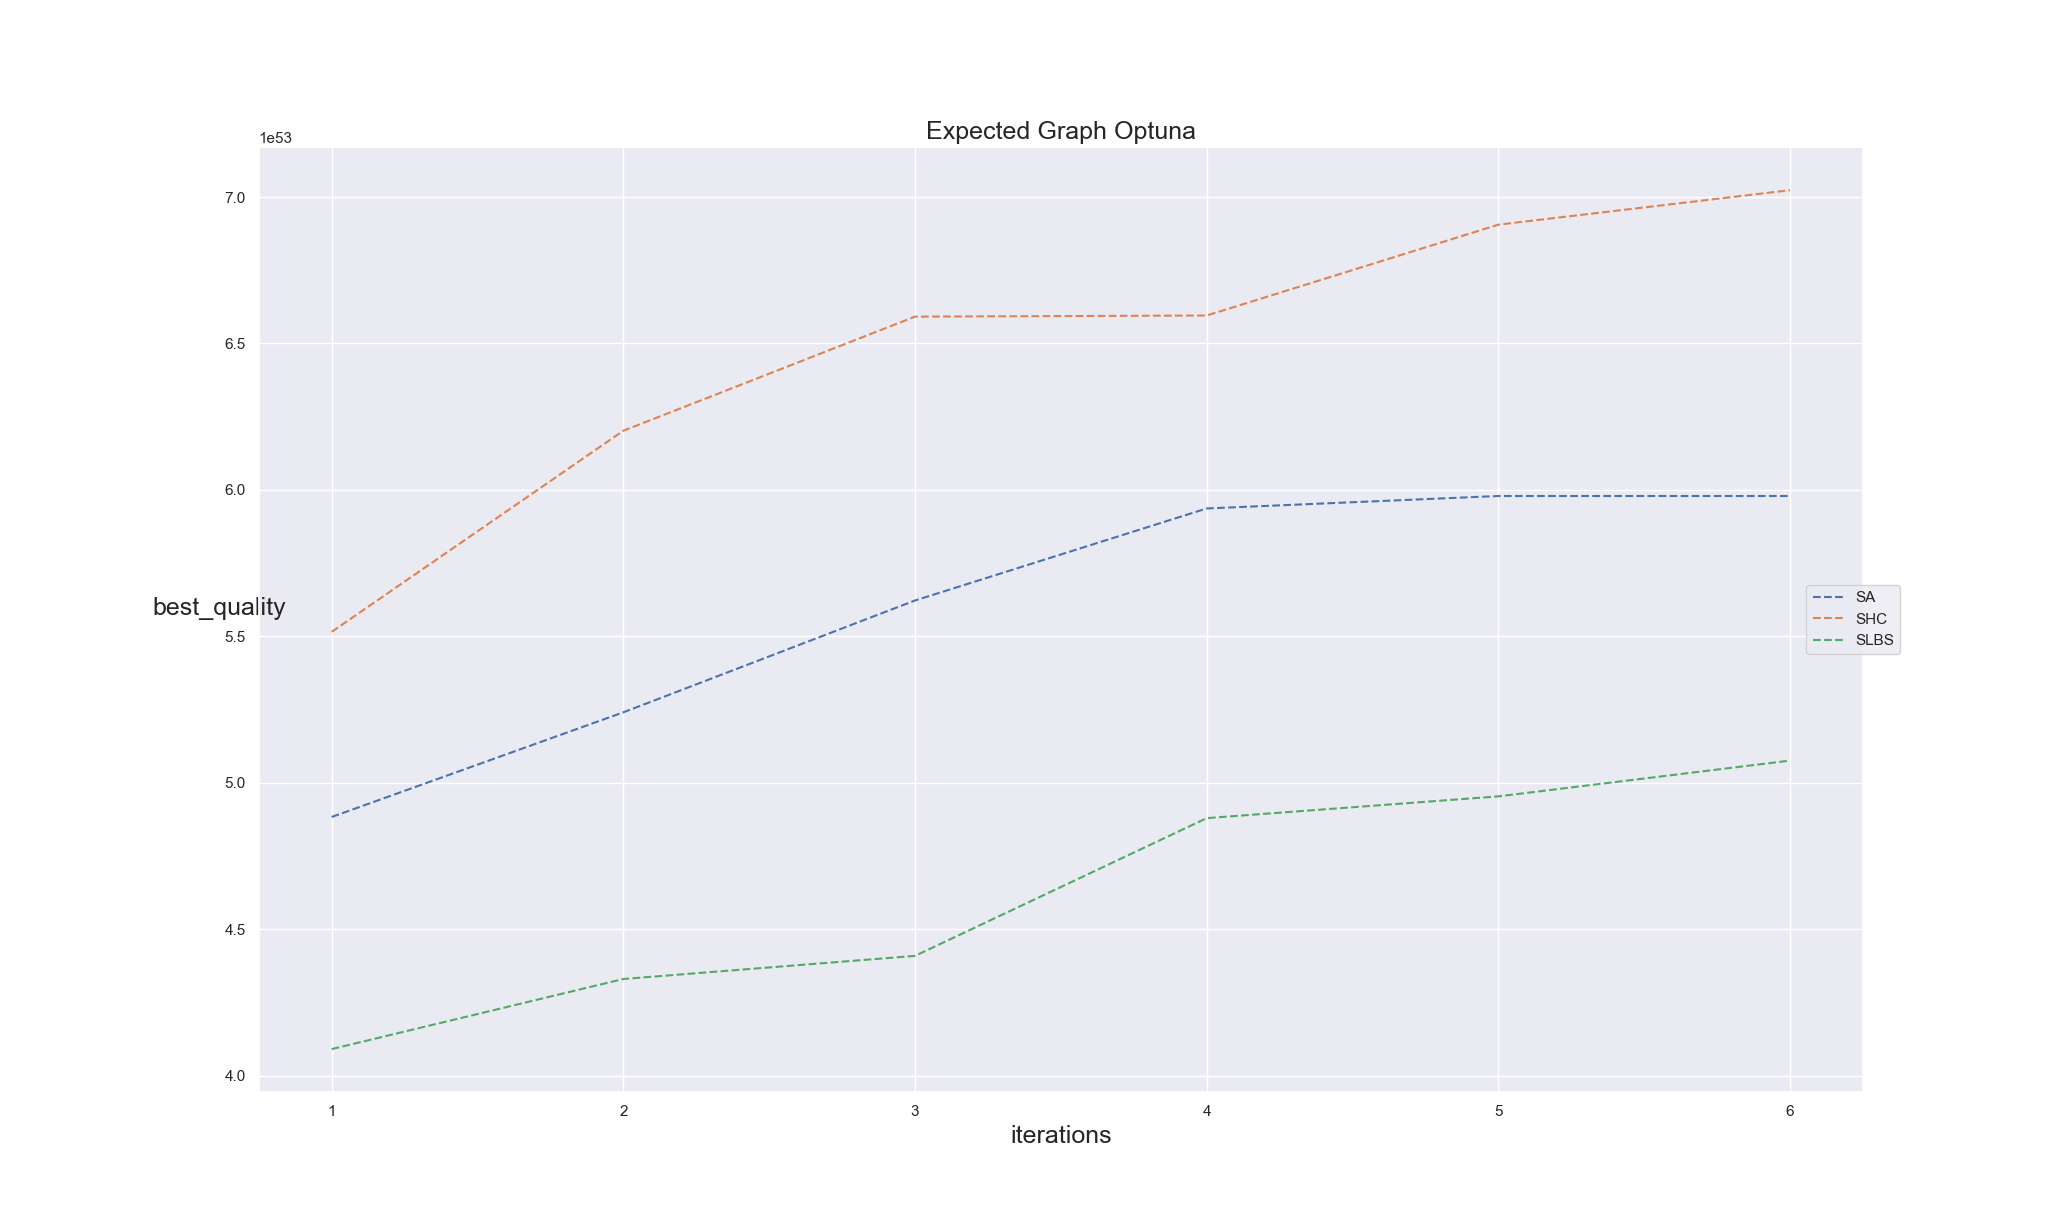 Expected Graph Optuna
1e53
7.0
6.5
6.0
5.5
5.0
4.5
4.0
best_quality
SA
SHC
SLBS
1 2 3 4 5 6
iterations